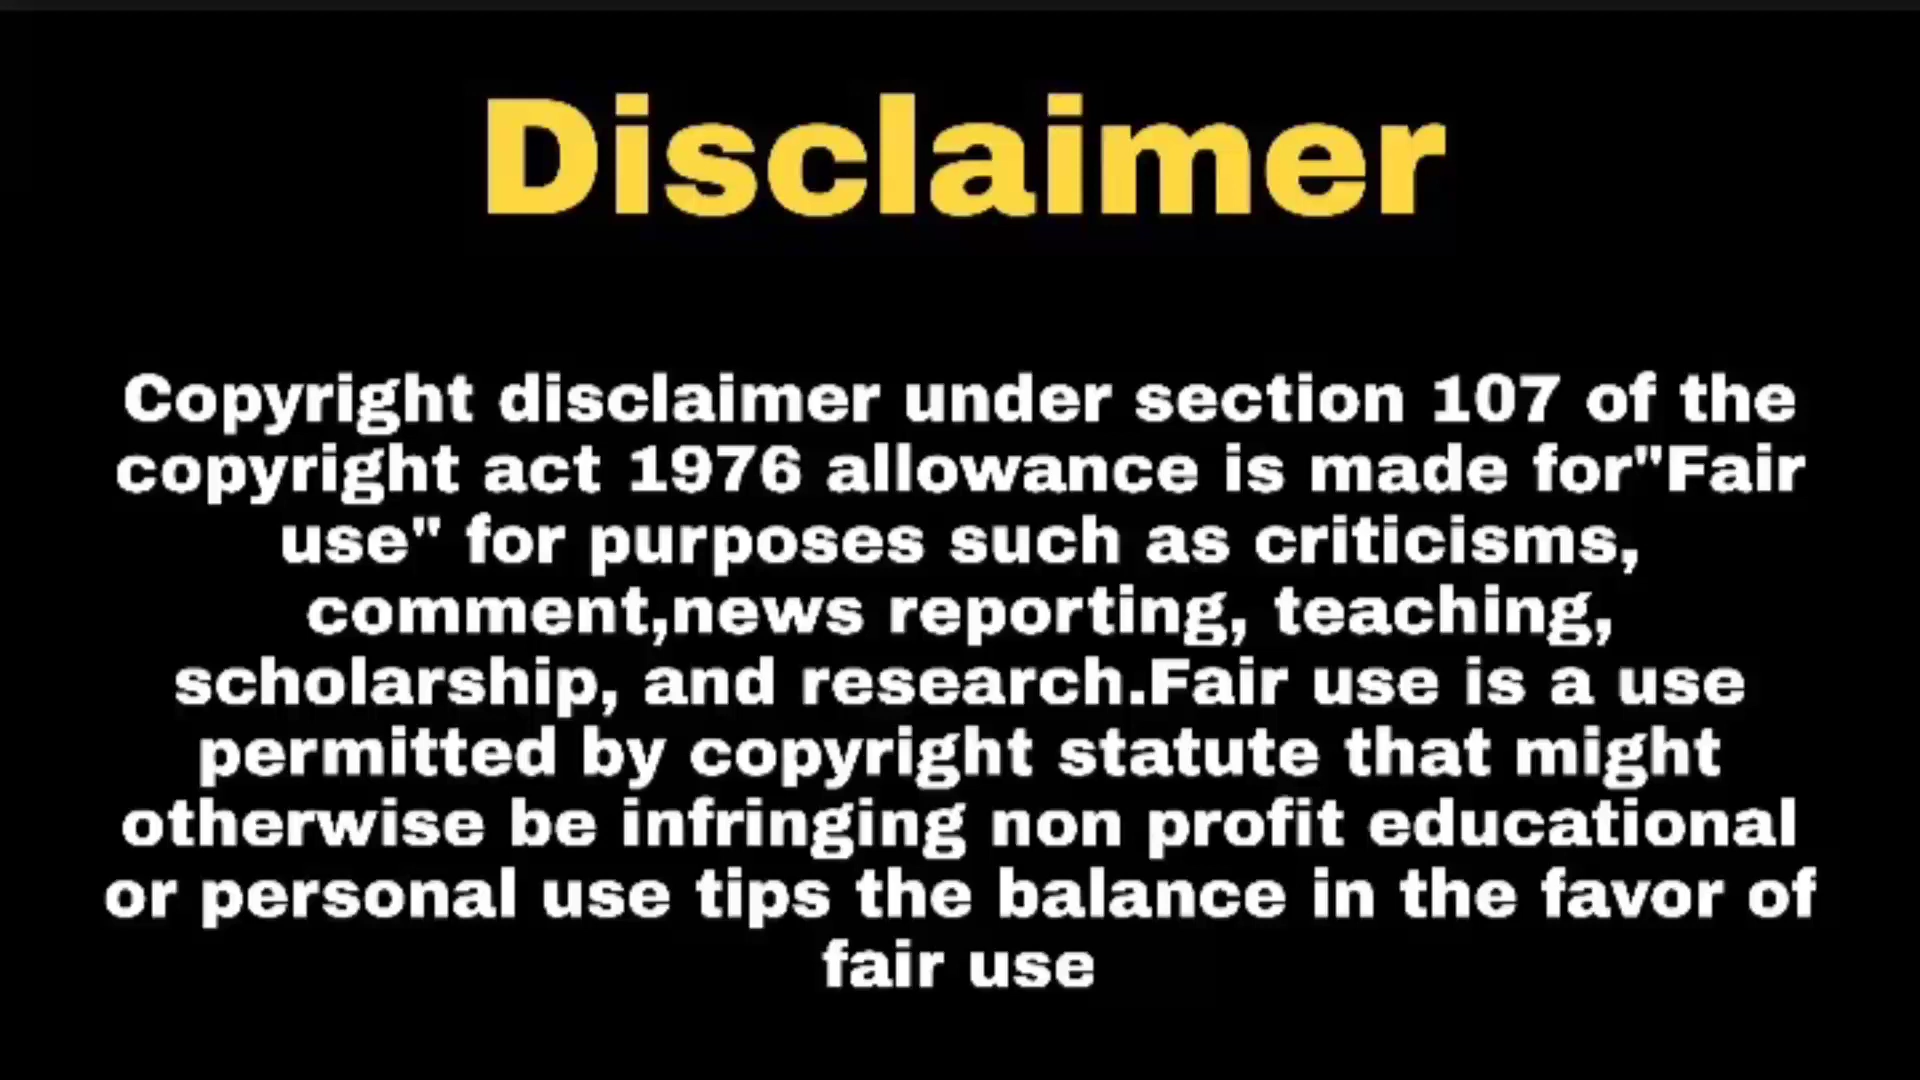 Disclaimer
Copyright disclaimer under section 107 of the
copyright act 1976 allowance is made for"Fair
use" for purposes such as criticisms,
comment,news reporting, teaching,
scholarship, and research.Fair use is a use
permitted by copyright statute that might
otherwise be infringing non profit educational
or personal use tips the balance in the favor of
fair use